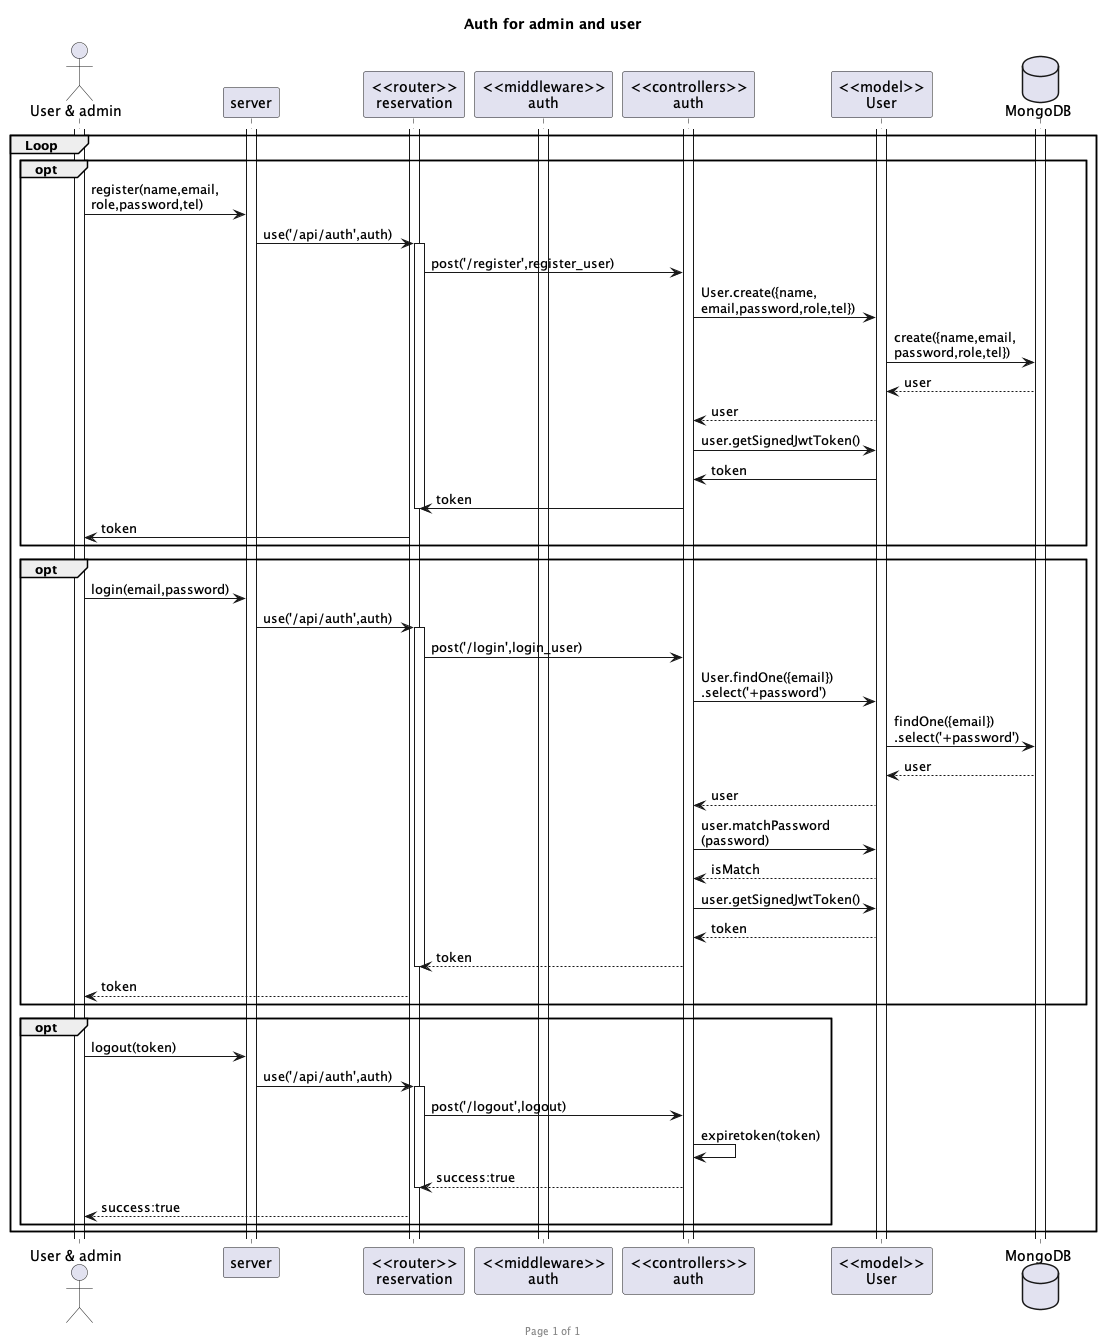 Auth for admin and user
User & admin
server
<<router>>
reservation
<<middleware>>
auth
<<controllers>>
auth
<<model>>
User
MongoDB
Loop
opt
register(name,email,
role,password,tel)
use('/api/auth',auth)
post('/register',register_user)
User.create({name,
email,password,role,tel})
create({name,email,
password,role,tel})
user
user
user.getSignedJwtToken()
token
token
token
opt
login(email,password)
use('/api/auth',auth)
post('/login',login_user)
User.findOne({email})
.select('+password')
findOne({email})
.select('+password')
user
user
user.matchPassword
(password)
isMatch
user.getSignedJwtToken()
token
token
token
opt
logout(token)
use('/api/auth',auth)
post('/logout',logout)
expiretoken(token)
success:true
success:true
User & admin
server
<<router>>
reservation
<<middleware>>
auth
<<controllers>>
auth
<<model>>
User
MongoDB
Page 1 of 1